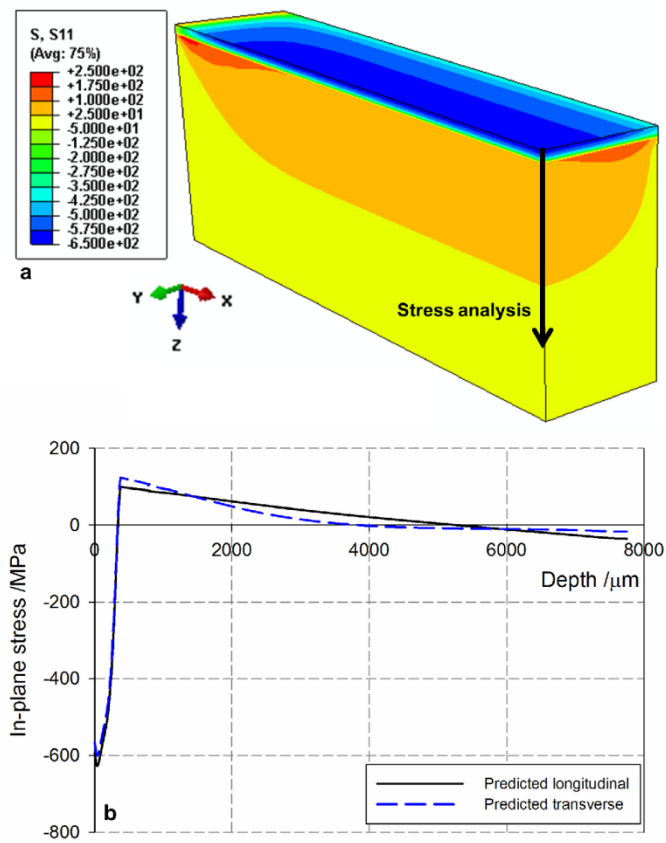 S, S11
(Avg: 75%)
+2.500e+02
+1.750e+02
+1.000e+02
+2.500e+01
-5.000e+01
-1.250e+02
-2.000e+02
-2.750e+02
-3.500e+02
-4.250e+02
-5.000e+02
-5.750e+02
-6.500e+02
a
Y
X
Z
Stress analysis
200
0
-200
-400
-600
-800
In-plane stress /MPa
0
2000
4000
6000
8000
Depth /μm
Predicted longitudinal
Predicted transverse
b